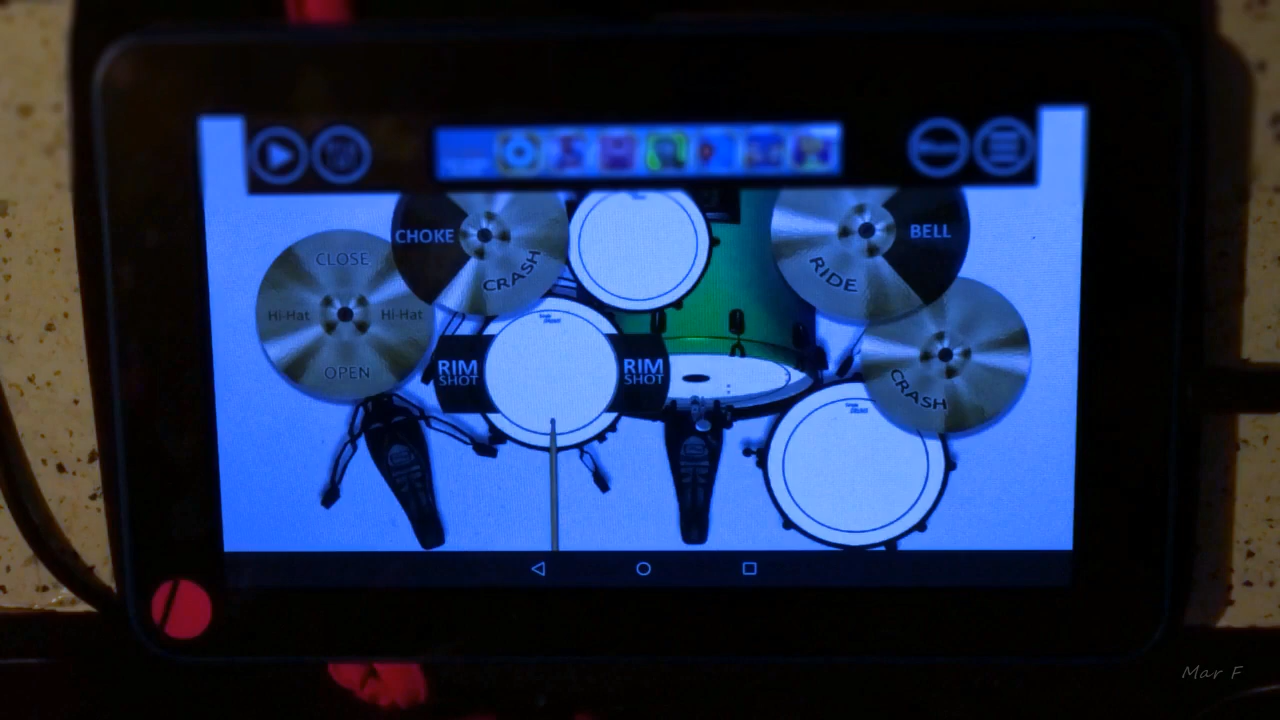 CHOKE
CRASH
BELL
RIDE
CLOSE
Hi-Hat Hi-Hat
OPEN
RIM
SHOT
RIM
SHOT
CRASH
Mar F